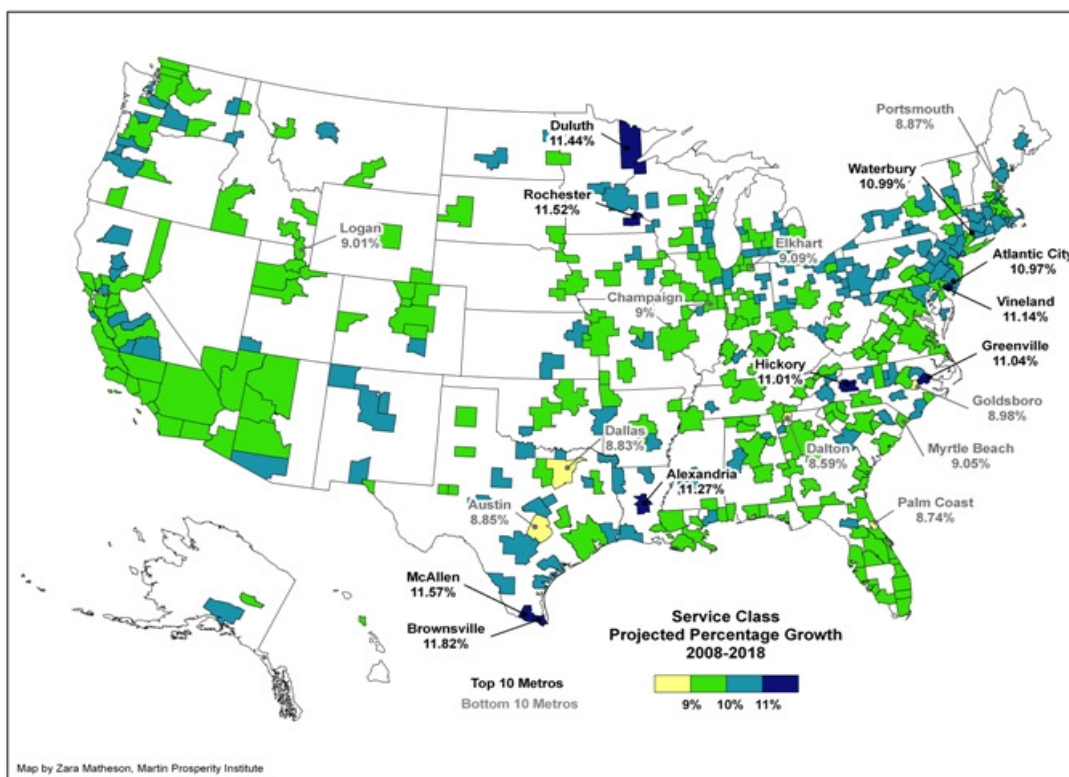 Portsmouth
8.87%
Duluth
11.44%
Waterbury
10.99%
Rochester
11.52%
Logan
9.01%
Elkhart
9.09%
Atlantic City
10.97%
Champaign
9%
Vineland
11.14%
Greenville
11.04%
Hickory
11.01%
Goldsboro
8.98%
Dallas
8.83%
Dalton
8.59%
Myrtle Beach
9.05%
Alexandria
11.27%
Austin
8.85%
Palm Coast
8.74%
McAllen
11.57%
Brownsville
11.82%
Service Class
Projected Percentage Growth
2008-2018
Top 10 Metros
Bottom 10 Metros
9% 10% 11%
Map by Zara Matheson, Martin Prosperity Institute